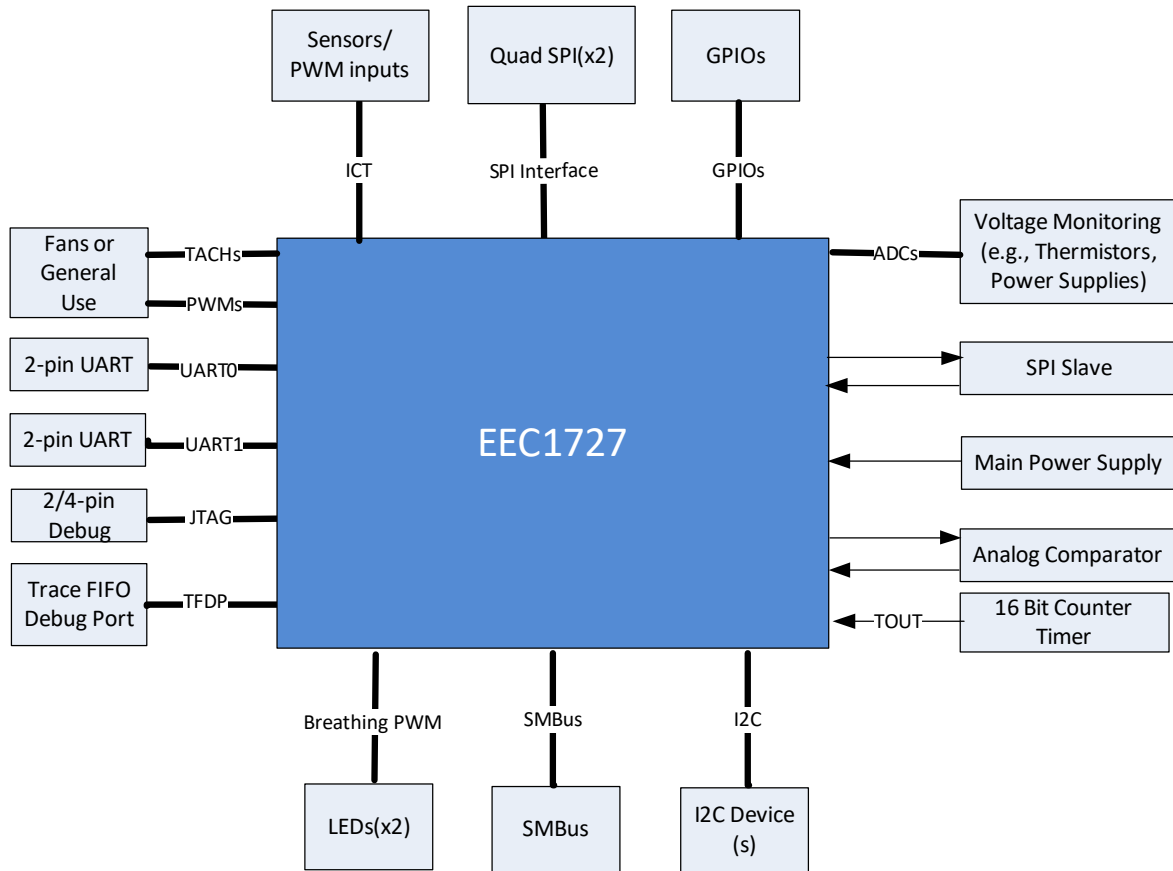 Sensors/
PWM inputs
Quad SPI(x2)
GPIOs
ICT
SPI Interface
GPIOs
Fans or
General
Use
TACHs
PWMs
2-pin UART
UART0
2-pin UART
UART1
2/4-pin
Debug
JTAG
Trace FIFO
Debug Port
TFDP
EEC1727
ADCs
Voltage Monitoring
(e.g., Thermistors,
Power Supplies)
SPI Slave
Main Power Supply
Analog Comparator
TOUT
16 Bit Counter
Timer
Breathing PWM
SMBus
I2C
LEDs(x2)
SMBus
I2C Device
(s)